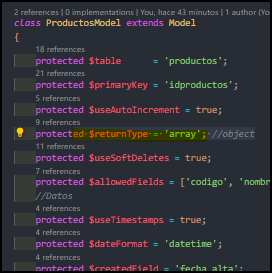 2 references | 0 implementations | You, hace 43 minutos | 1 author (Yo
class ProductosModel extends Model
{
18 references
protected $table = 'productos';
21 references
protected $primaryKey = 'idproductos';
5 references
protected $useAutoIncrement = true;
9 references
protected $returnType = 'array'; //object
11 references
protected $useSoftDeletes = true;
7 references
protected $allowedFields = ['codigo', 'nombr
//Datos
4 references
protected $useTimestamps = true;
4 references
protected $dateFormat = 'datetime';
4 references
protected $createdField = 'fecha_alta';